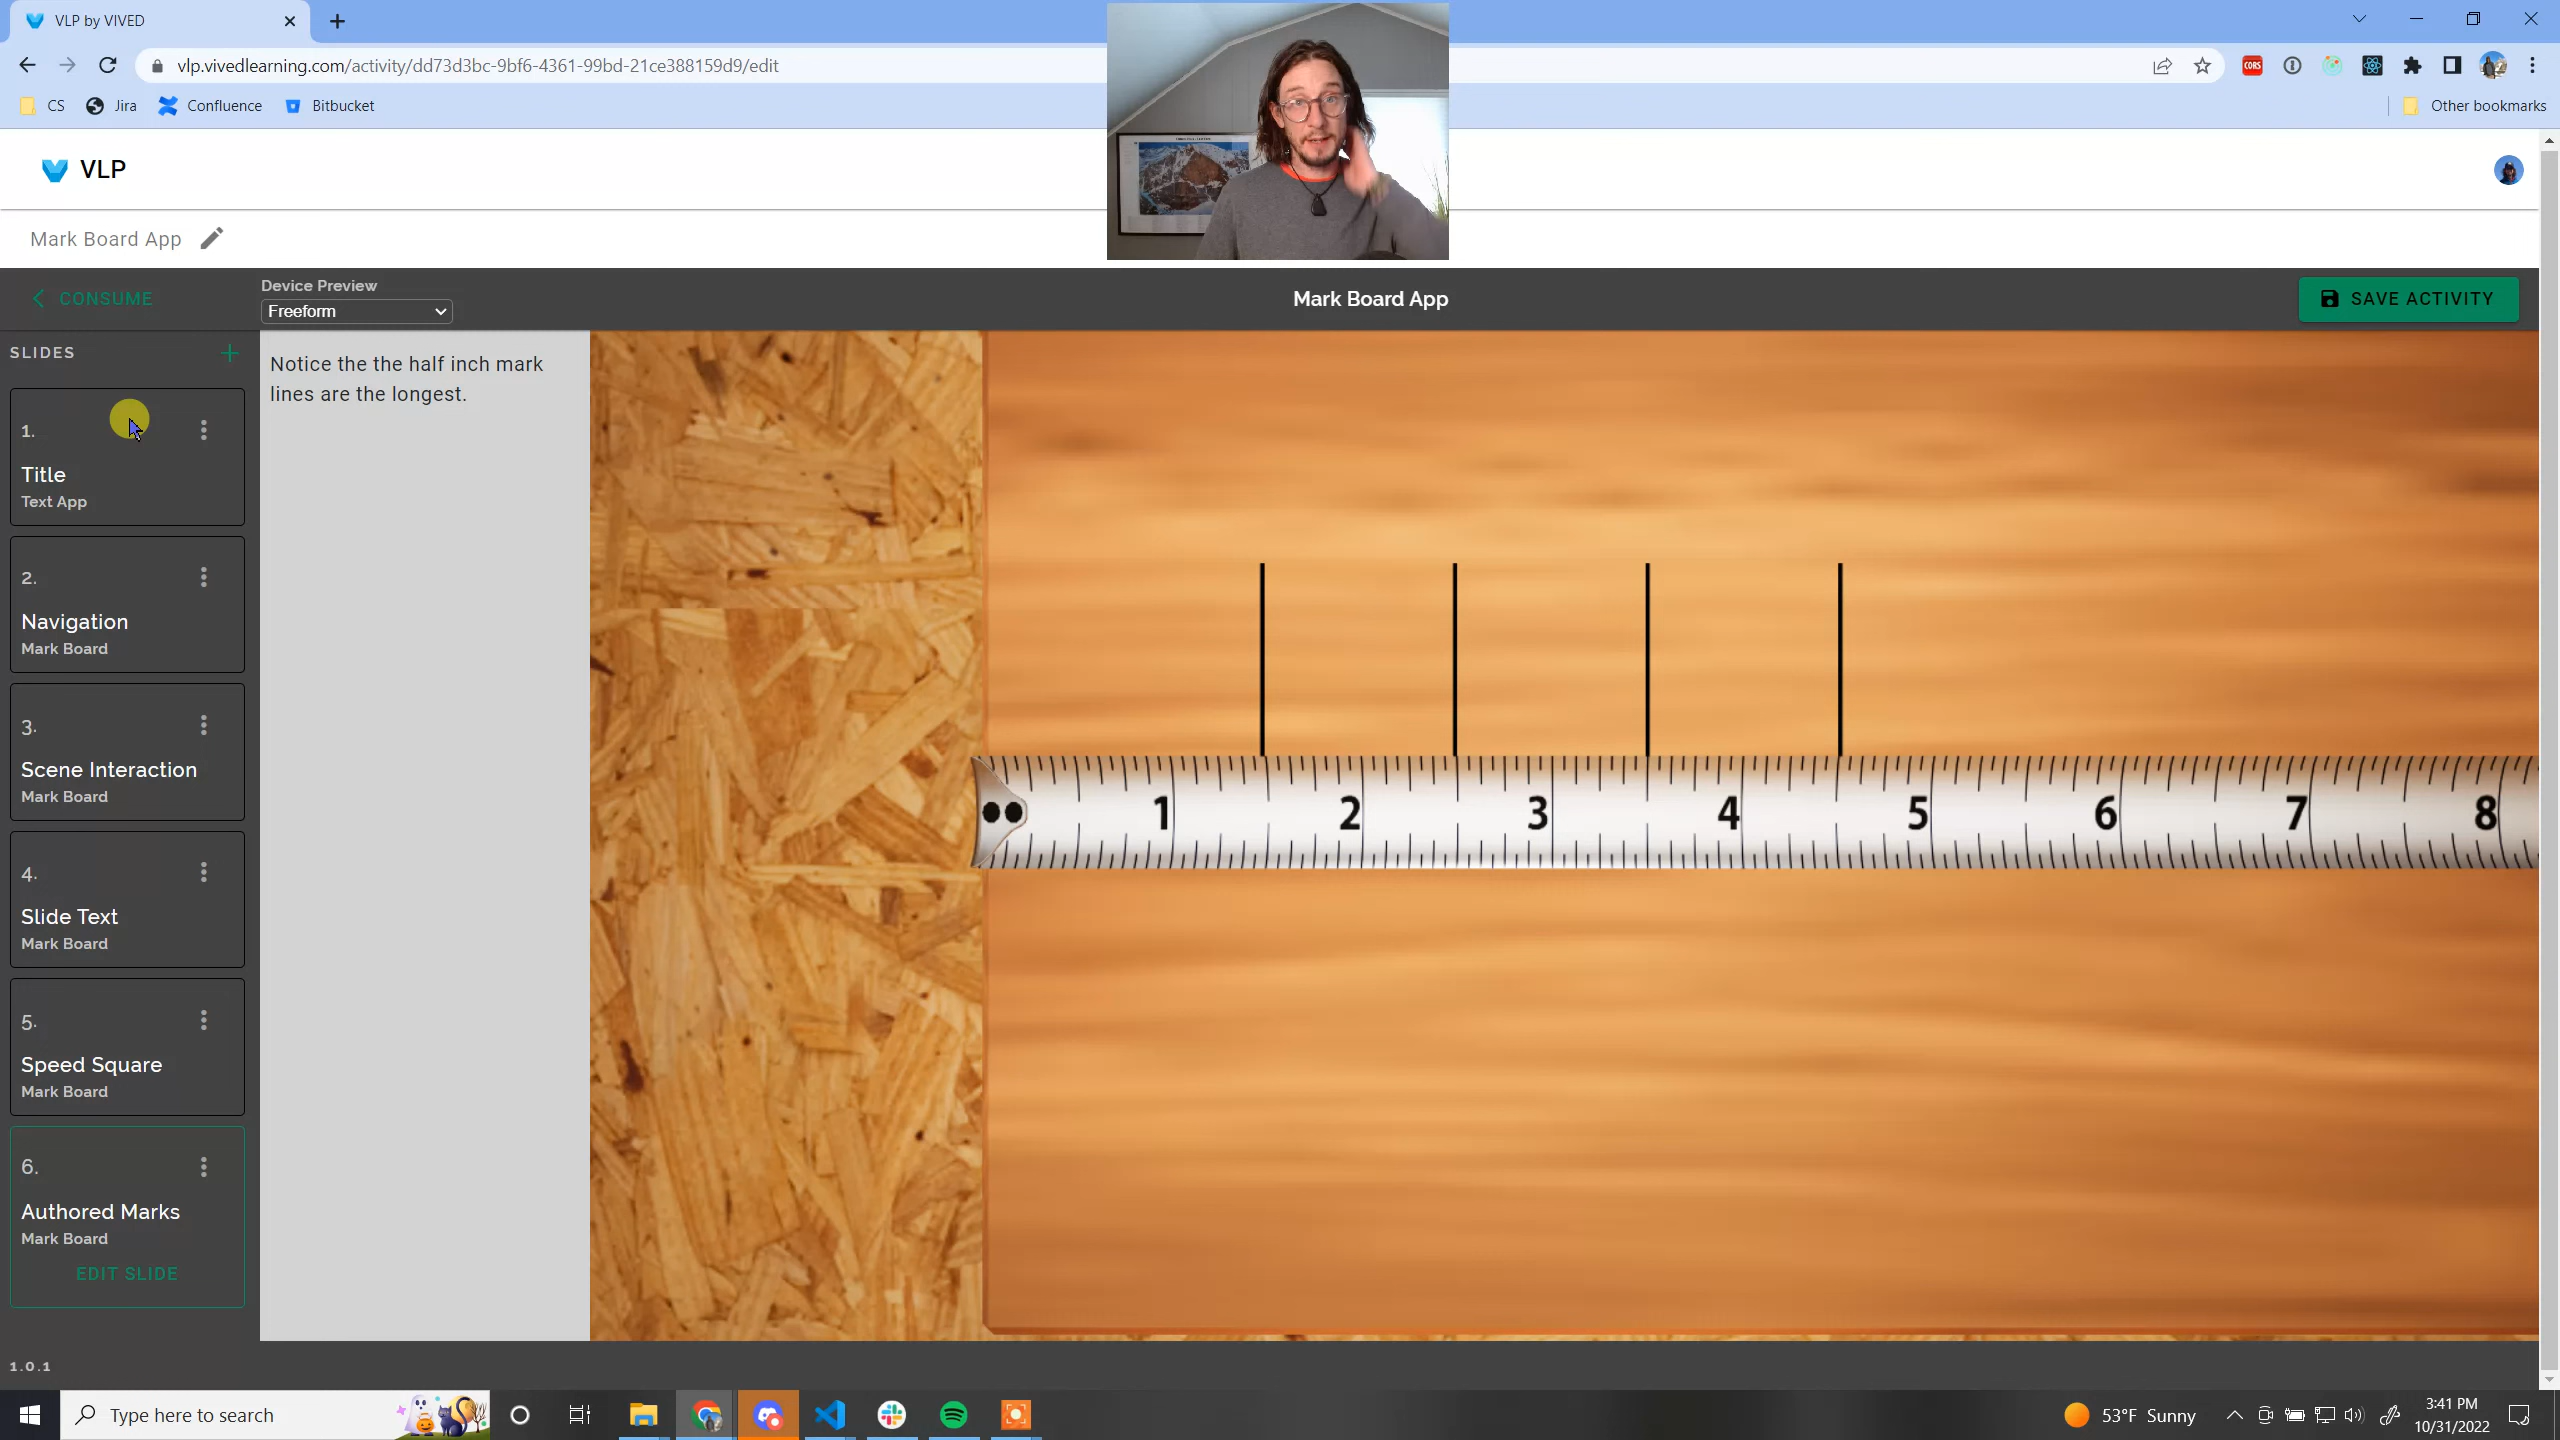 VLP by VIVED
vlp.vivedlearning.com/activity/dd73d3bc-9bf6-4361-99bd-21ce388159d9/edit
CORS
CS
Jira
Confluence
Bitbucket
Other bookmarks
VLP
Mark Board App
CONSUME
Device Preview
Freeform
Mark Board App
SAVE ACTIVITY
SLIDES
Notice the the half inch mark
lines are the longest.
1.
Title
Text App
2.
Navigation
Mark Board
3.
Scene Interaction
Mark Board
4.
Slide Text
Mark Board
5.
Speed Square
Mark Board
6.
Authored Marks
Mark Board
EDIT SLIDE
1 2 3 4 5 6 7 8
1.0.1
Type here to search
53°F Sunny
3:41 PM
10/31/2022